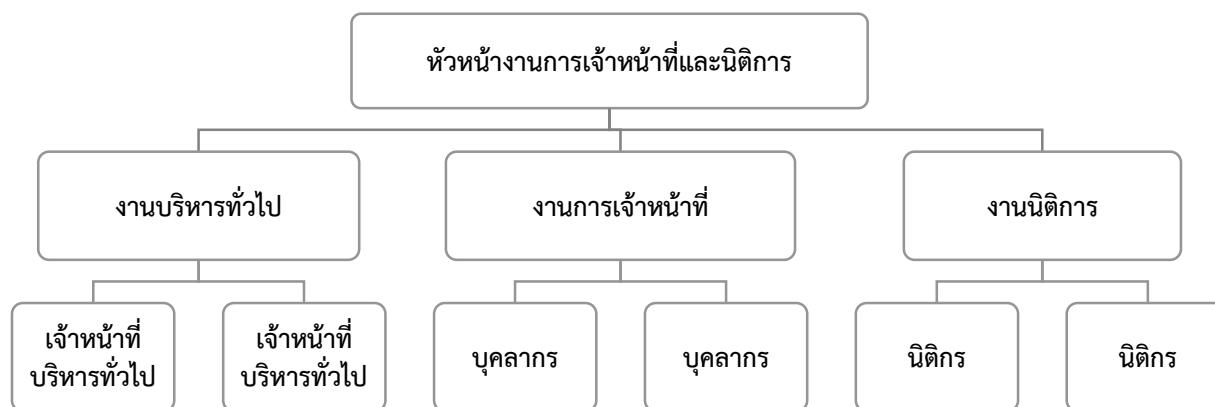 หัวหน้างานการเจ้าหน้าที่และนิติการ
งานบริหารทั่วไป
งานการเจ้าหน้าที่
งานนิติการ
เจ้าหน้าที่
บริหารทั่วไป
เจ้าหน้าที่
บริหารทั่วไป
บุคลากร
บุคลากร
นิติกร
นิติกร